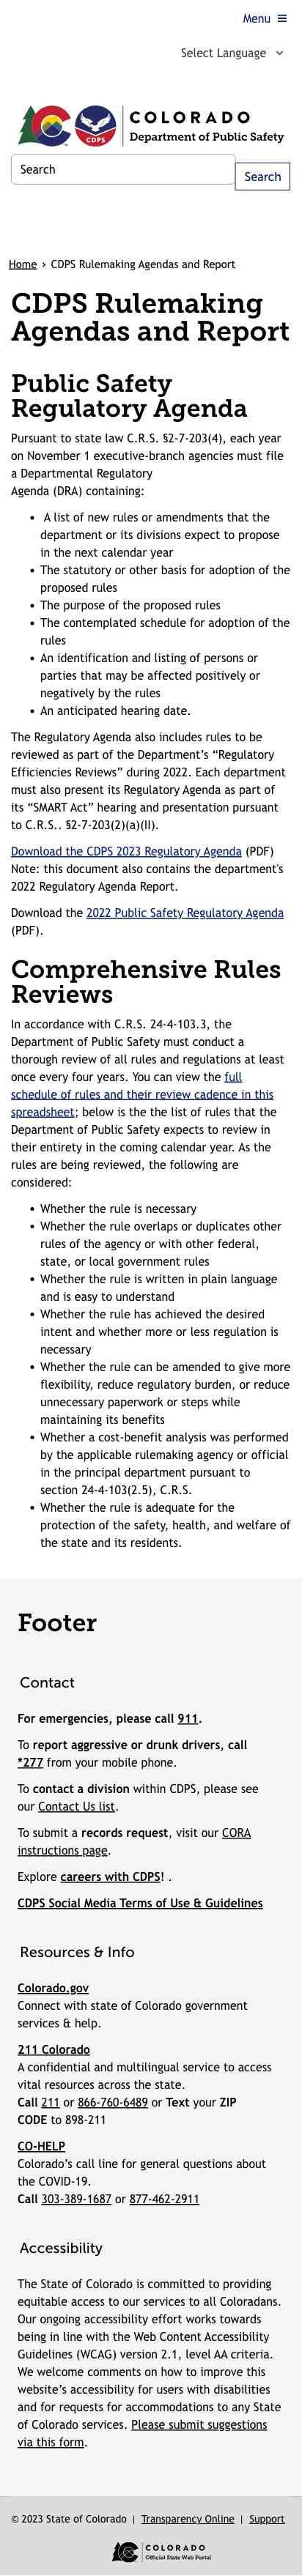 Menu
Select Language
CDPS
COLORADO
Department of Public Safety
Search
Search
Home › CDPS Rulemaking Agendas and Report
CDPS Rulemaking
Agendas and Report
Public Safety
Regulatory Agenda
Pursuant to state law C.R.S. §2-7-203(4), each year
on November 1 executive-branch agencies must file
a Departmental Regulatory
Agenda (DRA) containing:
• A list of new rules or amendments that the
department or its divisions expect to propose
in the next calendar year
• The statutory or other basis for adoption of the
proposed rules
• The purpose of the proposed rules
• The contemplated schedule for adoption of the
rules
• An identification and listing of persons or
parties that may be affected positively or
negatively by the rules
• An anticipated hearing date.
The Regulatory Agenda also includes rules to be
reviewed as part of the Department’s “Regulatory
Efficiencies Reviews” during 2022. Each department
must also present its Regulatory Agenda as part of
its “SMART Act” hearing and presentation pursuant
to C.R.S.. §2-7-203(2)(a)(II).
Download the CDPS 2023 Regulatory Agenda (PDF)
Note: this document also contains the department's
2022 Regulatory Agenda Report.
Download the 2022 Public Safety Regulatory Agenda
(PDF).
Comprehensive Rules
Reviews
In accordance with C.R.S. 24-4-103.3, the
Department of Public Safety must conduct a
thorough review of all rules and regulations at least
once every four years. You can view the full
schedule of rules and their review cadence in this
spreadsheet; below is the the list of rules that the
Department of Public Safety expects to review in
their entirety in the coming calendar year. As the
rules are being reviewed, the following are
considered:
• Whether the rule is necessary
• Whether the rule overlaps or duplicates other
rules of the agency or with other federal,
state, or local government rules
• Whether the rule is written in plain language
and is easy to understand
• Whether the rule has achieved the desired
intent and whether more or less regulation is
necessary
• Whether the rule can be amended to give more
flexibility, reduce regulatory burden, or reduce
unnecessary paperwork or steps while
maintaining its benefits
• Whether a cost-benefit analysis was performed
by the applicable rulemaking agency or official
in the principal department pursuant to
section 24-4-103(2.5), C.R.S.
• Whether the rule is adequate for the
protection of the safety, health, and welfare of
the state and its residents.
Footer
Contact
For emergencies, please call 911.
To report aggressive or drunk drivers, call
*277 from your mobile phone.
To contact a division within CDPS, please see
our Contact Us list.
To submit a records request, visit our CORA
instructions page.
Explore careers with CDPS! .
CDPS Social Media Terms of Use & Guidelines
Resources & Info
Colorado.gov
Connect with state of Colorado government
services & help.
211 Colorado
A confidential and multilingual service to access
vital resources across the state.
Call 211 or 866-760-6489 or Text your ZIP
CODE to 898-211
CO-HELP
Colorado’s call line for general questions about
the COVID-19.
Call 303-389-1687 or 877-462-2911
Accessibility
The State of Colorado is committed to providing
equitable access to our services to all Coloradans.
Our ongoing accessibility effort works towards
being in line with the Web Content Accessibility
Guidelines (WCAG) version 2.1, level AA criteria.
We welcome comments on how to improve this
website’s accessibility for users with disabilities
and for requests for accommodations to any State
of Colorado services. Please submit suggestions
via this form.
© 2023 State of Colorado | Transparency Online | Support
COLORADO
Official State Web Portal